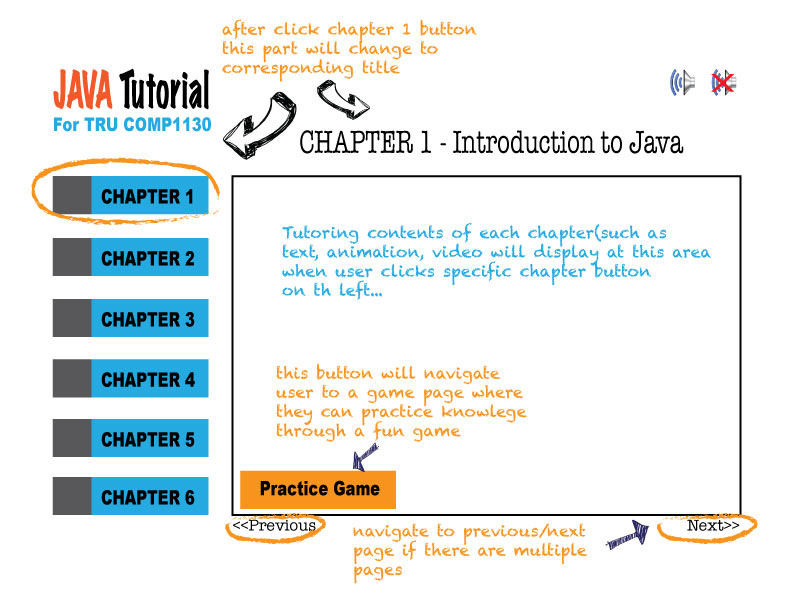 after click chapter 1 button
this part will change to
corresponding title
JAVA Tutorial
For TRU COMP1130
CHAPTER 1 - Introduction to Java
CHAPTER 1
CHAPTER 2
CHAPTER 3
CHAPTER 4
CHAPTER 5
CHAPTER 6
Tutoring contents of each chapter(such as
text, animation, video will display at this area
when user clicks specific chapter button
on th left...
this button will navigate
user to a game page where
they can practice knowlege
through a fun game
Practice Game
<<Previous
Next>>
navigate to previous/next
page if there are multiple
pages